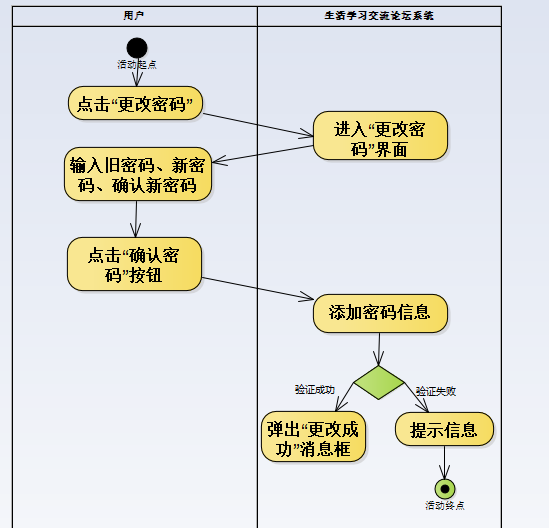 用户
生活学习交流论坛系统
活动起点
点击“更改密码”
进入“更改密
码”界面
输入旧密码、新密
码、确认新密码
点击“确认密
码”按钮
添加密码信息
验证成功
验证失败
弹出“更改成
功”消息框
提示信息
活动终点